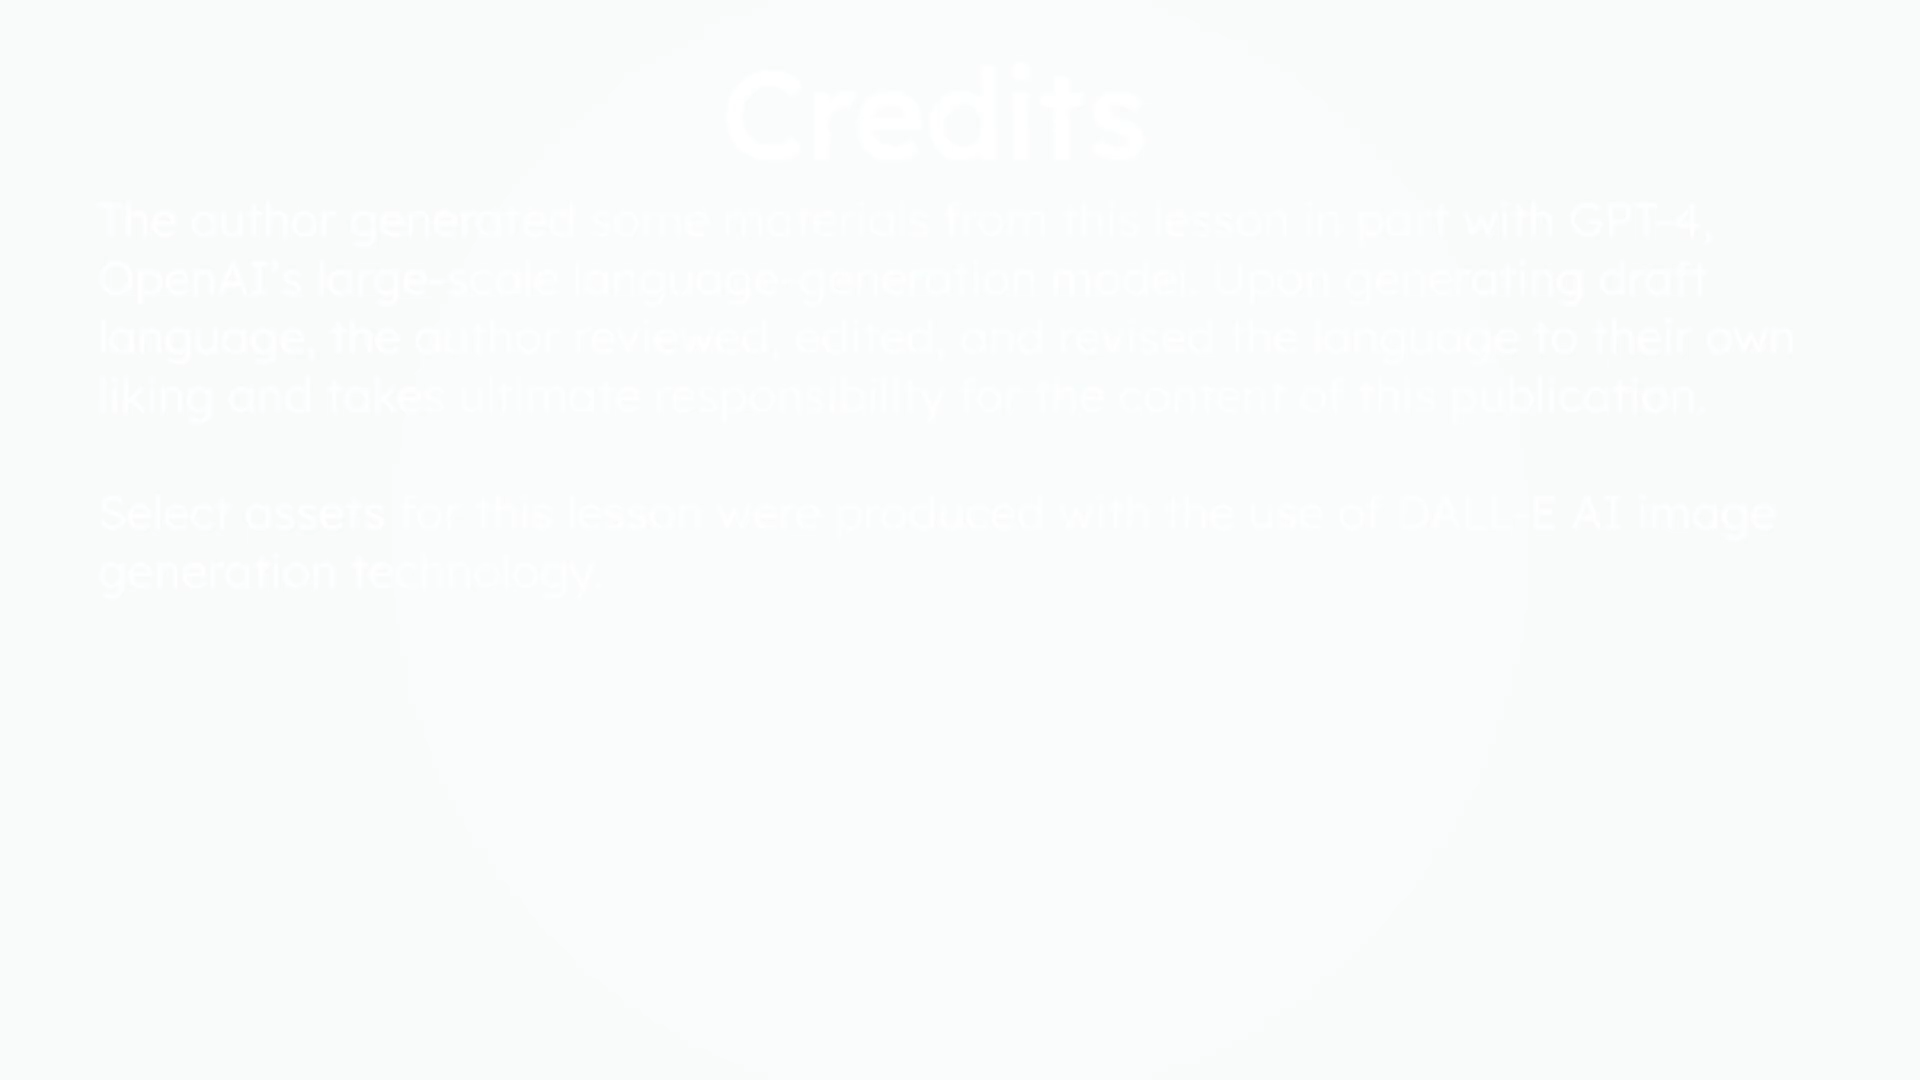 Credits
The author generated some materials from this lesson in part with GPT-4,
OpenAI's large-scale language-generation model. Upon generating draft
language, the author reviewed, edited, and revised the language to their own
liking and takes ultimate responsibility for the content of this publication.
Select assets for this lesson were produced with the use of DALL-E AI image
generation technology.